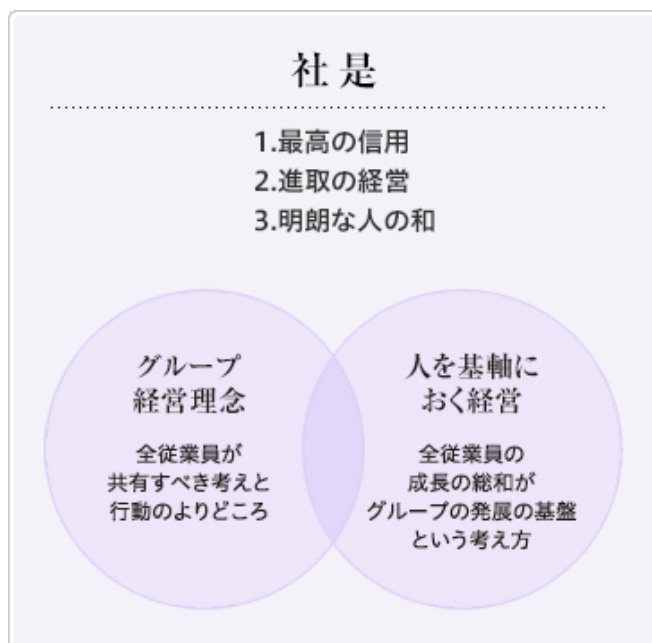 社是
1.最高の信用
2.進取の経営
3.明朗な人の和
グループ
経営理念
全従業員が
共有すべき考えと
行動のよりどころ
人を基軸に
おく経営
全従業員の
成長の総和が
グループの発展の基盤
という考え方